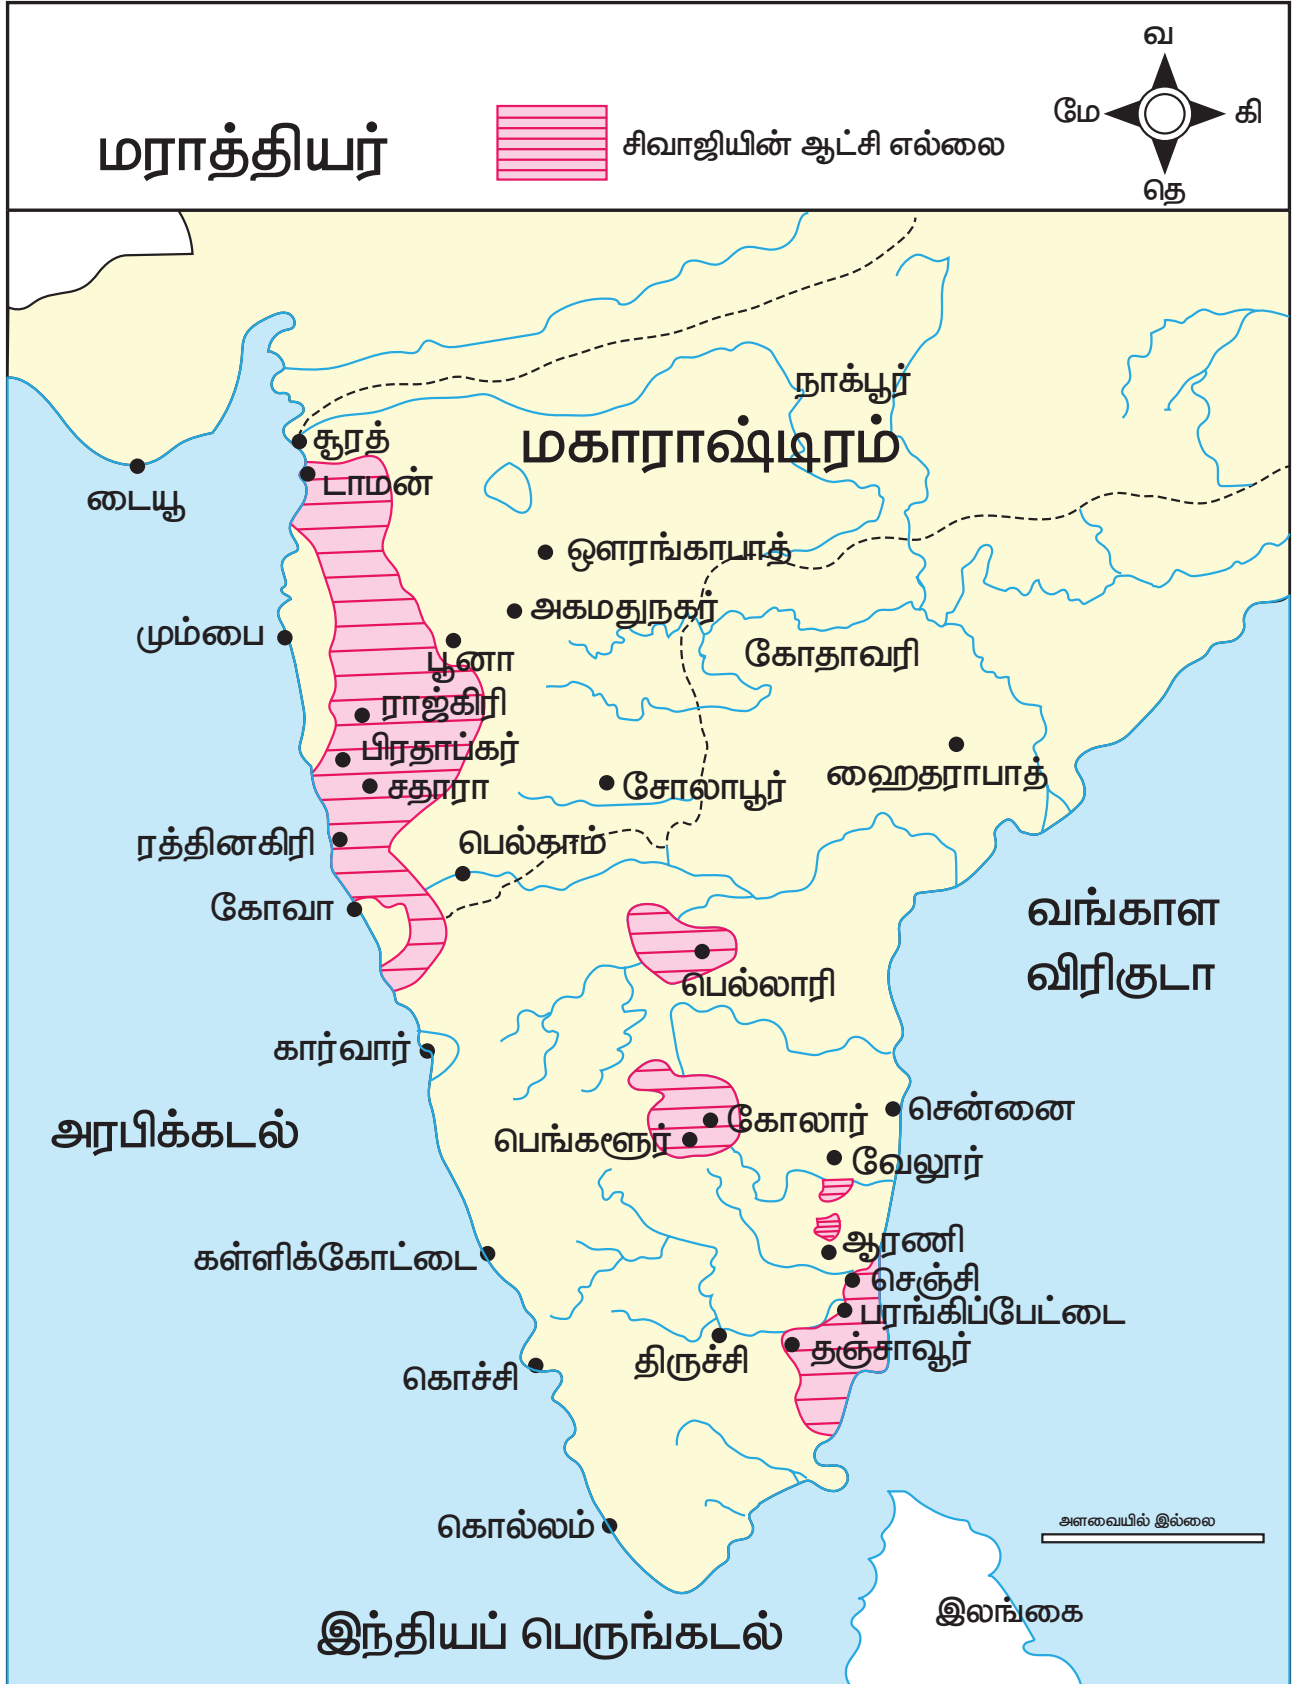 வ
மே
கி
தெ
மராத்தியர்
சிவாஜியின் ஆட்சி எல்லை
நாக்பூர்
சூரத்
மகாராஷ்டிரம்
டாமன்
டையூ
ஔரங்காபாத்
அகமதுநகர்
மும்பை
பூனா
கோதாவரி
ராஜ்கிரி
பிரதாப்கர்
சதாரா
சோலாபூர்
ஹைதராபாத்
ரத்தினகிரி
பெல்காம்
கோவா
வங்காள
விரிகுடா
பெல்லாரி
கார்வார்
அரபிக்கடல்
சென்னை
கோலார்
பெங்களூர்
வேலூர்
ஆரணி
கள்ளிக்கோட்டை
செஞ்சி
பரங்கிப்பேட்டை
தஞ்சாவூர்
திருச்சி
கொச்சி
கொல்லம்
அளவையில் இல்லை
இலங்கை
இந்தியப் பெருங்கடல்